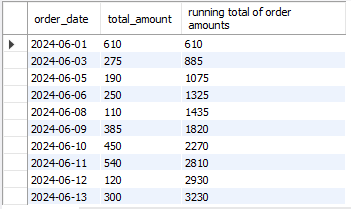 order_date total_amount running total of order amounts
2024-06-01 610 610
2024-06-03 275 885
2024-06-05 190 1075
2024-06-06 250 1325
2024-06-08 110 1435
2024-06-09 385 1820
2024-06-10 450 2270
2024-06-11 540 2810
2024-06-12 120 2930
2024-06-13 300 3230